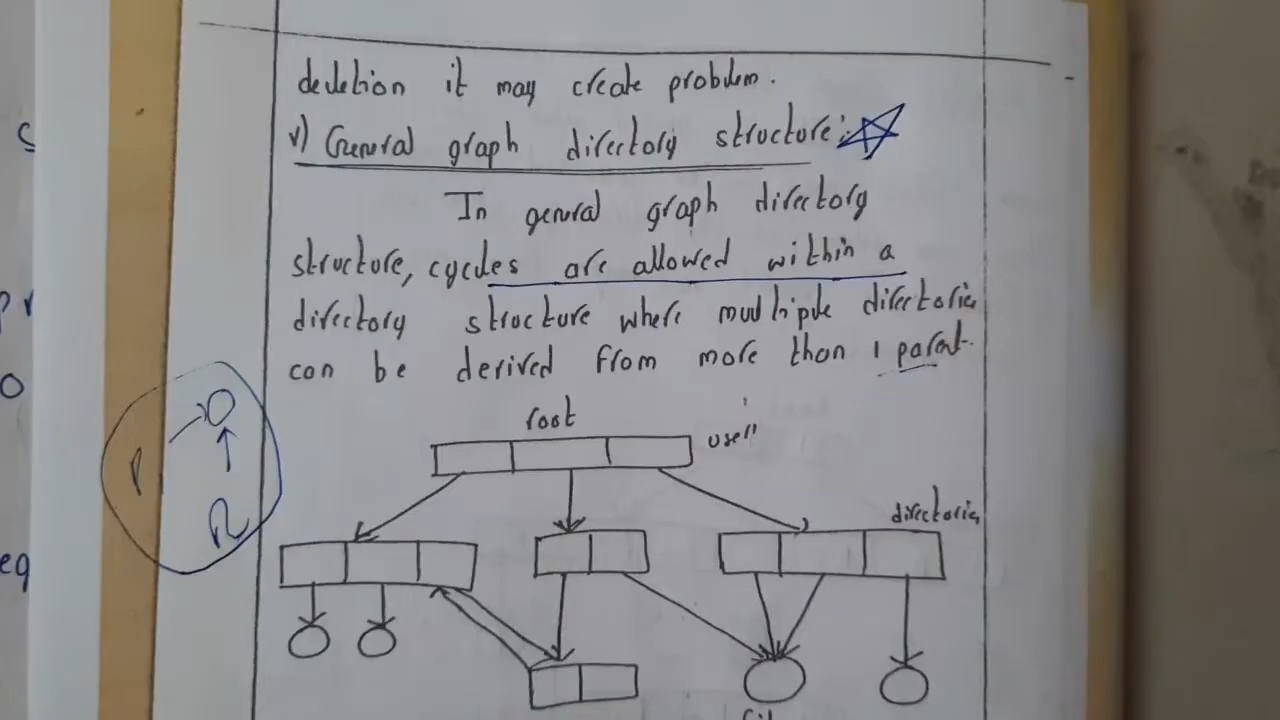 deletion it may create problem.
v) General graph directory structure:
In general graph directory
structure, cycles are allowed within a
directory structure where multiple directories
can be derived from more than 1 parent.
root
user
directories
P
R
eq